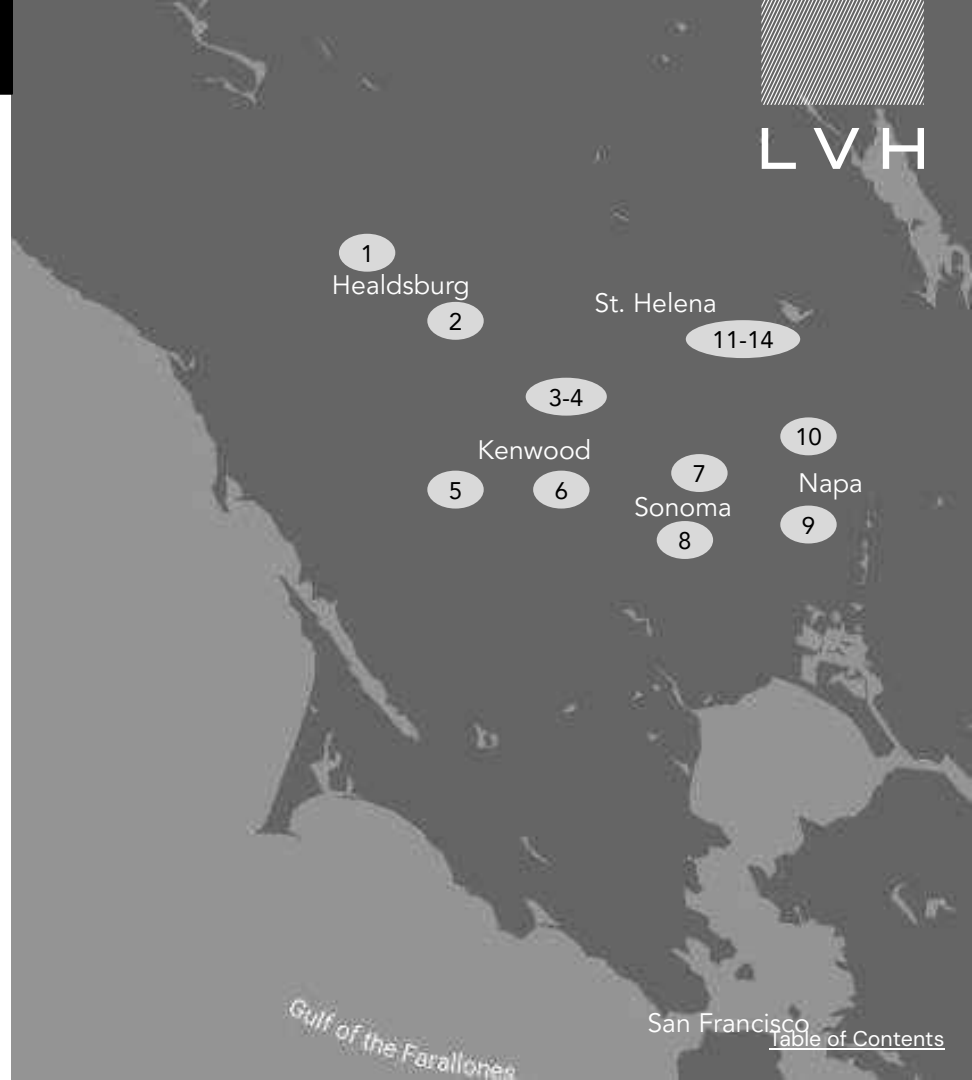 LVH
1
Healdsburg
2
St. Helena
11-14
3-4
10
Kenwood
7
Napa
5
6
Sonoma
9
8
Gulf of the Farallones
San Francisco
Table of Contents